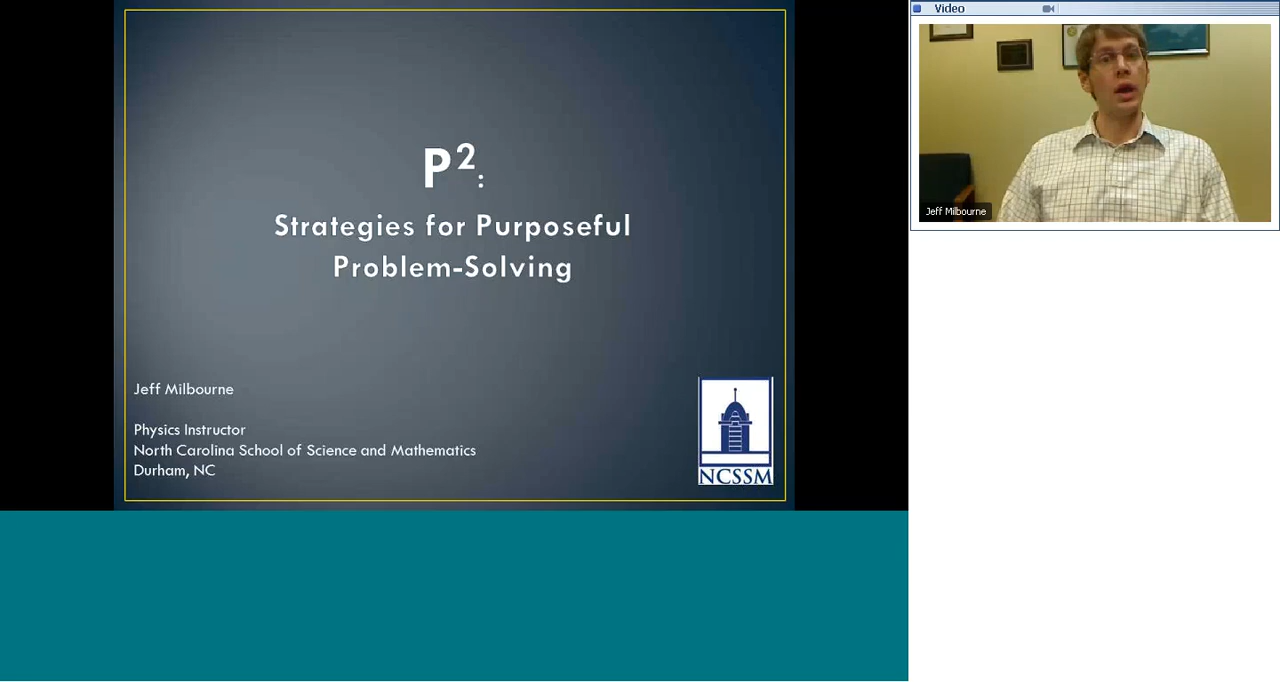 P²:
Strategies for Purposeful
Problem-Solving
Jeff Milbourne
Physics Instructor
North Carolina School of Science and Mathematics
Durham, NC
NCSSM
Video
Jeff Milbourne